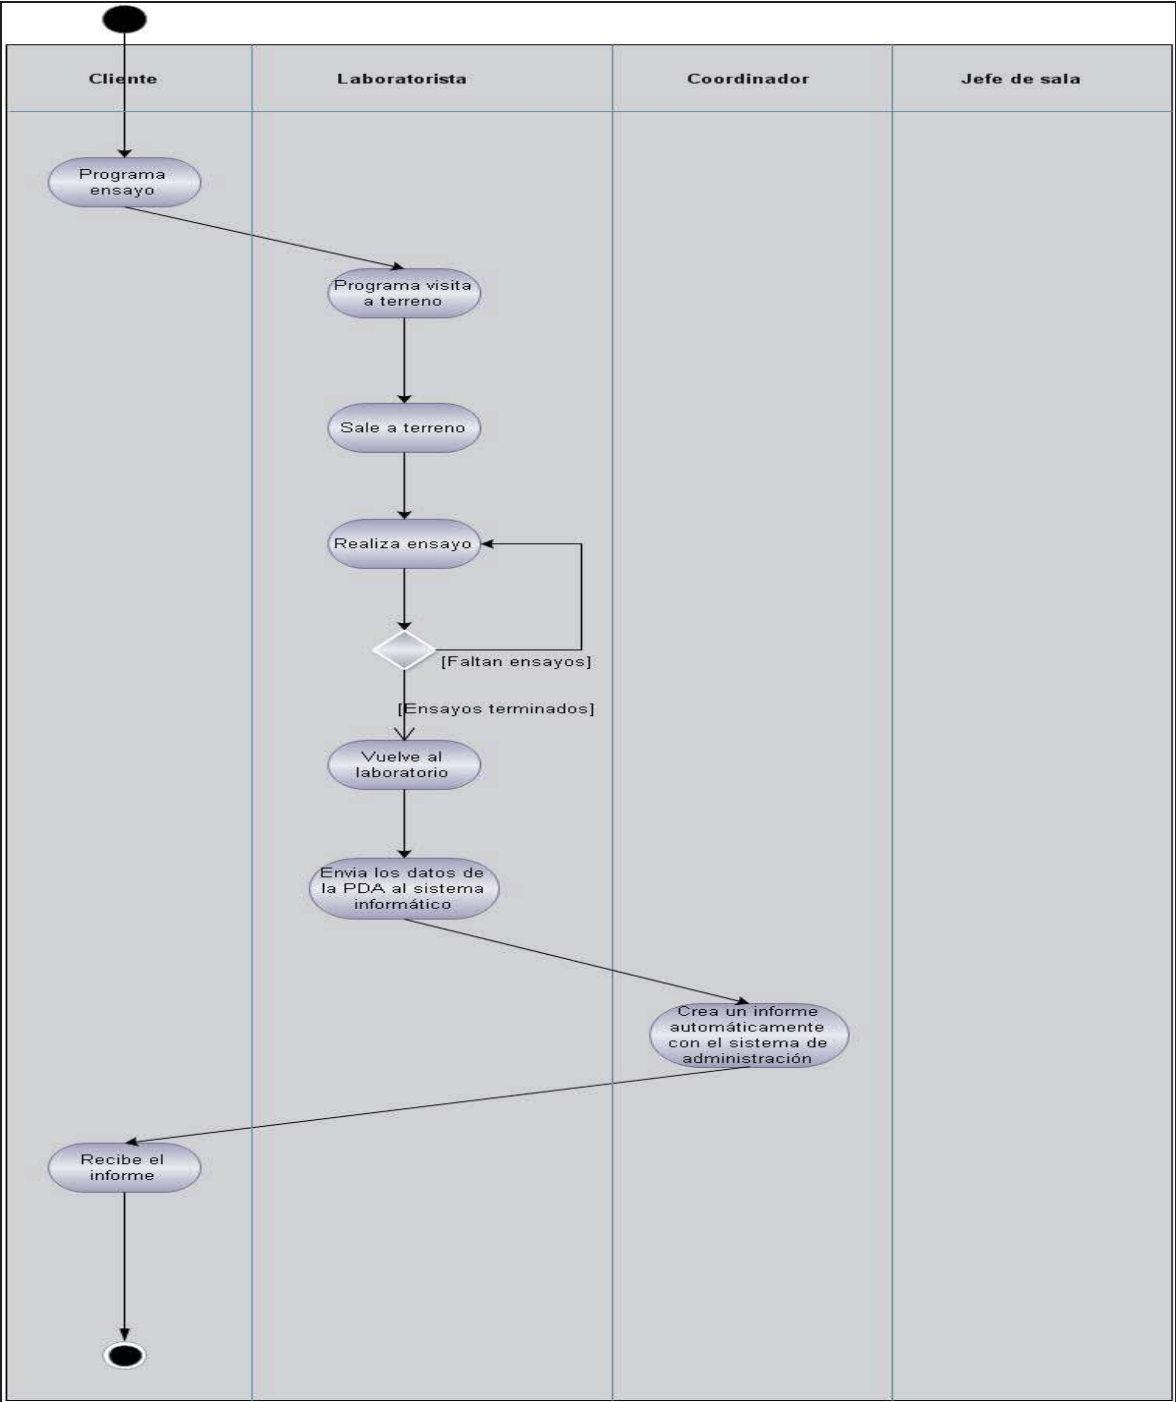 Cliente
Laboratorista
Coordinador
Jefe de sala
Programa
ensayo
Programa visita
a terreno
Sale a terreno
Realiza ensayo
[Faltan ensayos]
[Ensayos terminados]
Vuelve al
laboratorio
Envia los datos de
la PDA al sistema
informático
Crea un informe
automáticamente
con el sistema de
administración
Recibe el
informe